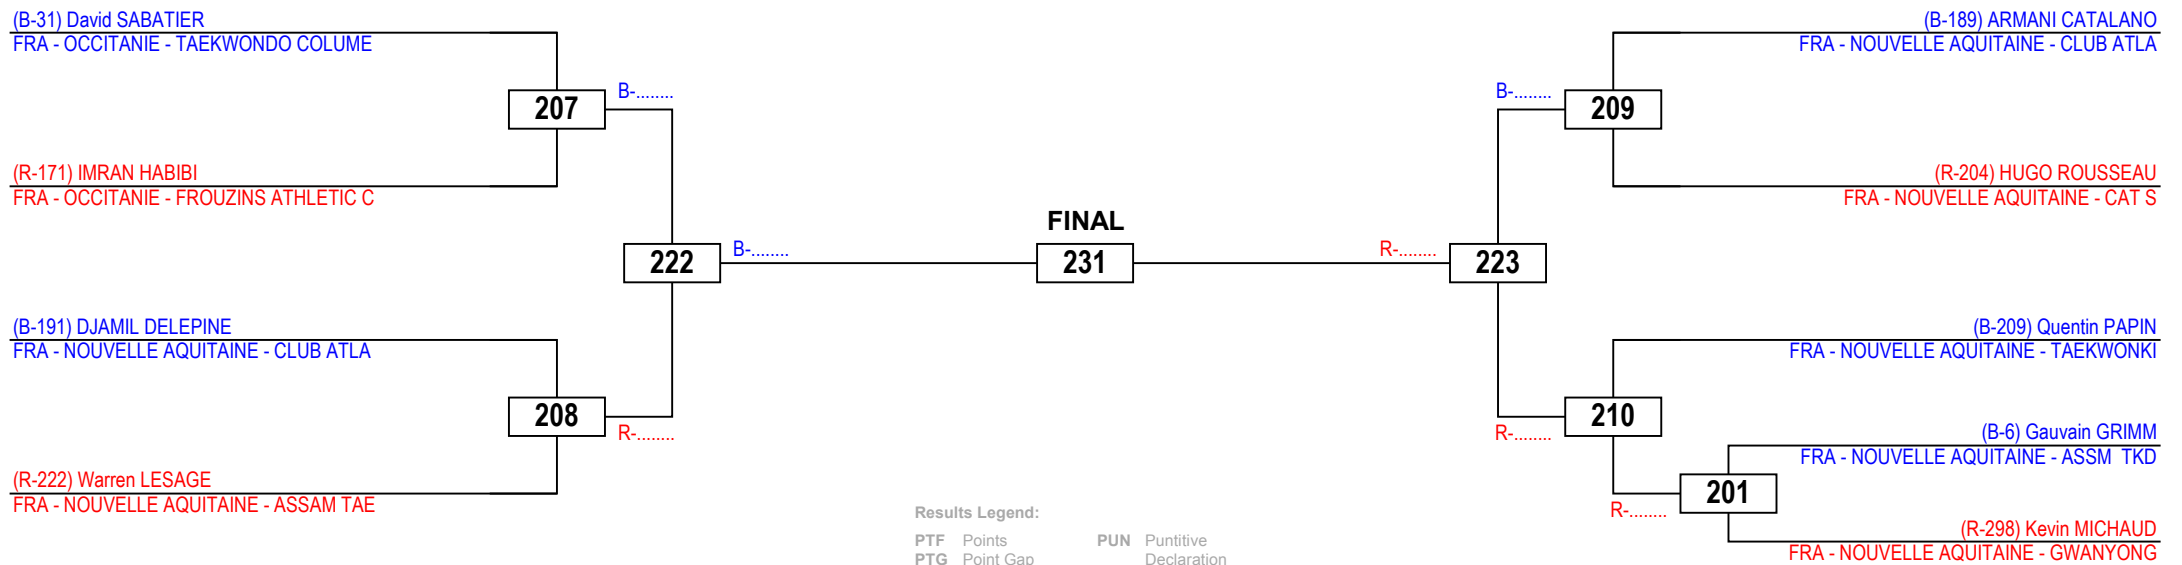 (B-31) David SABATIER
FRA - OCCITANIE - TAEKWONDO COLUME
207
B-........
(R-171) IMRAN HABIBI
FRA - OCCITANIE - FROUZINS ATHLETIC C
222
B-........
(B-191) DJAMIL DELEPINE
FRA - NOUVELLE AQUITAINE - CLUB ATLA
208
R-........
(R-222) Warren LESAGE
FRA - NOUVELLE AQUITAINE - ASSAM TAE
FINAL
231
(B-189) ARMANI CATALANO
FRA - NOUVELLE AQUITAINE - CLUB ATLA
B-........
209
(R-204) HUGO ROUSSEAU
FRA - NOUVELLE AQUITAINE - CAT S
R-........
223
(B-209) Quentin PAPIN
FRA - NOUVELLE AQUITAINE - TAEKWONKI
R-........
210
(B-6) Gauvain GRIMM
FRA - NOUVELLE AQUITAINE - ASSM  TKD
R-........
201
(R-298) Kevin MICHAUD
FRA - NOUVELLE AQUITAINE - GWANYONG
Results Legend:
PTF Points
PTG Point Gap
PUN Puntitive
Declaration